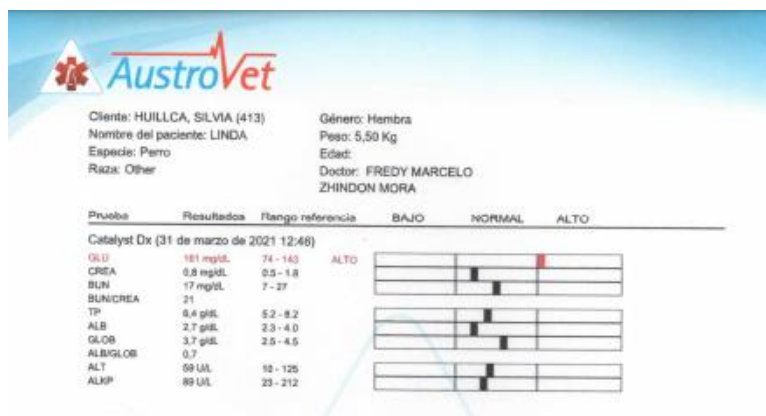 AustroVet
Cliente: HUILLCA, SILVIA (413)
Género: Hembra
Nombre del paciente: LINDA
Peso: 5,50 Kg
Especie: Perro
Edad:
Raza: Other
Doctor: FREDY MARCELO
ZHINDON MORA
Prueba Resultados Rango referencia BAJO NORMAL ALTO
Catalyst Dx (31 de marzo de 2021 12:46)
GLU 161 mg/dL 74 - 143 ALTO
CREA 0,8 mg/dL 0.5 - 1.8
BUN 17 mg/dL 7 - 27
BUN/CREA 21
TP 6,4 g/dL 5.2 - 8.2
ALB 2,7 g/dL 2.3 - 4.0
GLOB 3,7 g/dL 2.5 - 4.5
ALB/GLOB 0,7
ALT 59 U/L 10 - 125
ALKP 89 U/L 23 - 212